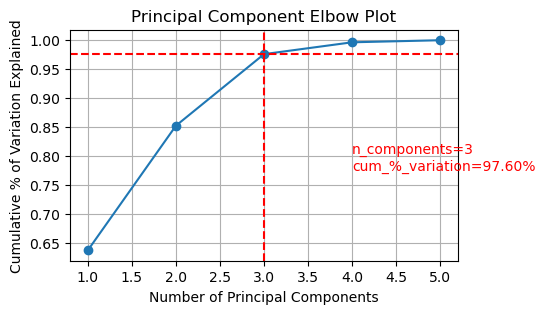 Principal Component Elbow Plot
Cumulative % of Variation Explained
1.00
0.95
0.90
0.85
0.80
0.75
0.70
0.65
n_components=3
cum_%_variation=97.60%
1.0 1.5 2.0 2.5 3.0 3.5 4.0 4.5 5.0
Number of Principal Components